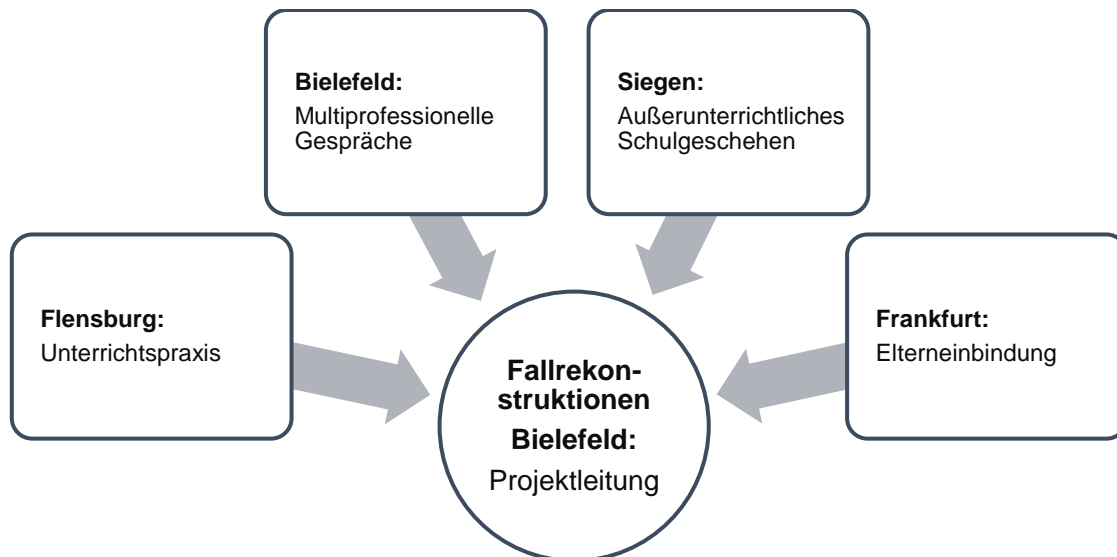 Bielefeld:
Multiprofessionelle
Gespräche
Siegen:
Außerunterrichtliches
Schulgeschehen
Flensburg:
Unterrichtspraxis
Frankfurt:
Elterneinbindung
Fallrekon-
struktionen
Bielefeld:
Projektleitung